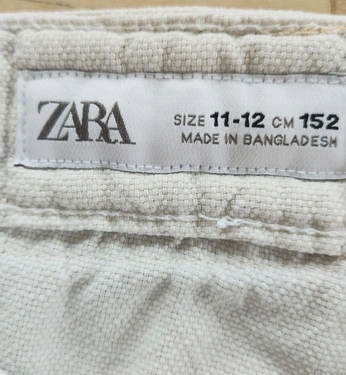 ZARA
SIZE 11-12 CM 152
MADE IN BANGLADESH